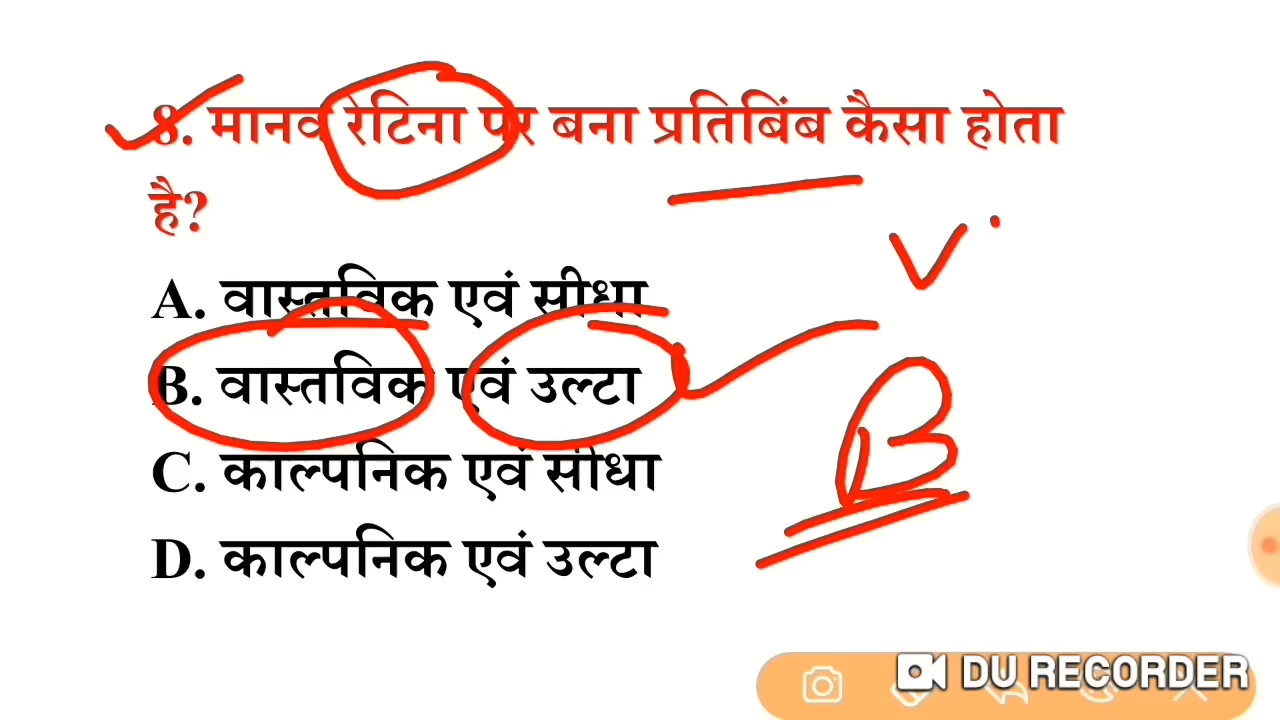 8. मानव रेटिना पर बना प्रतिबिंब कैसा होता
है?
A. वास्तविक एवं सीधा
B. वास्तविक एवं उल्टा
C. काल्पनिक एवं सीधा
D. काल्पनिक एवं उल्टा
B
DU RECORDER